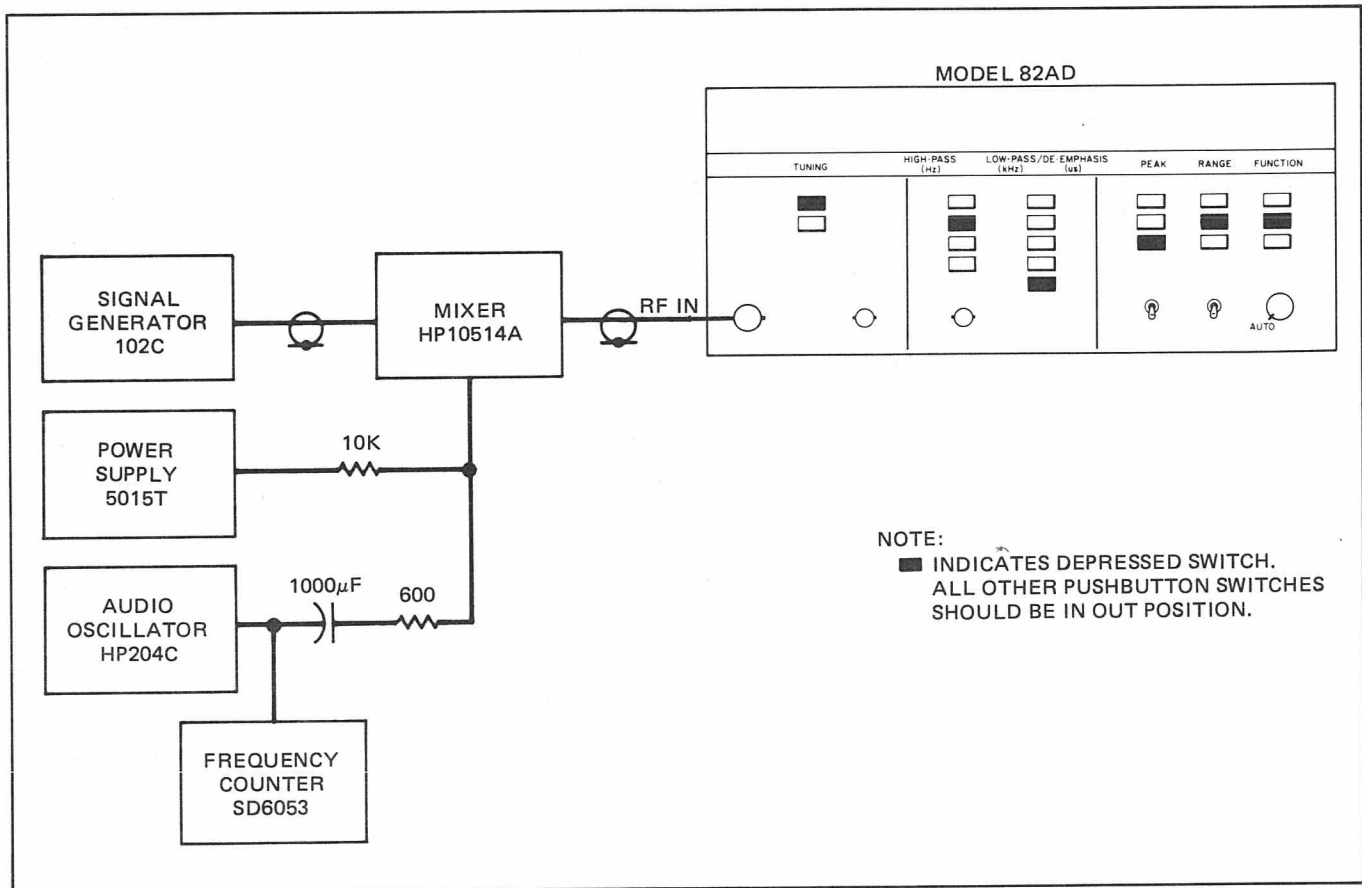 MODEL 82AD
TUNING
HIGH-PASS
(Hz)
LOW-PASS/DE-EMPHASIS
(kHz) (us)
PEAK
RANGE
FUNCTION
AUTO
SIGNAL
GENERATOR
102C
MIXER
HP10514A
RF IN
POWER
SUPPLY
5015T
10K
AUDIO
OSCILLATOR
HP204C
1000μF
600
FREQUENCY
COUNTER
SD6053
NOTE:
INDICATES DEPRESSED SWITCH.
ALL OTHER PUSHBUTTON SWITCHES
SHOULD BE IN OUT POSITION.